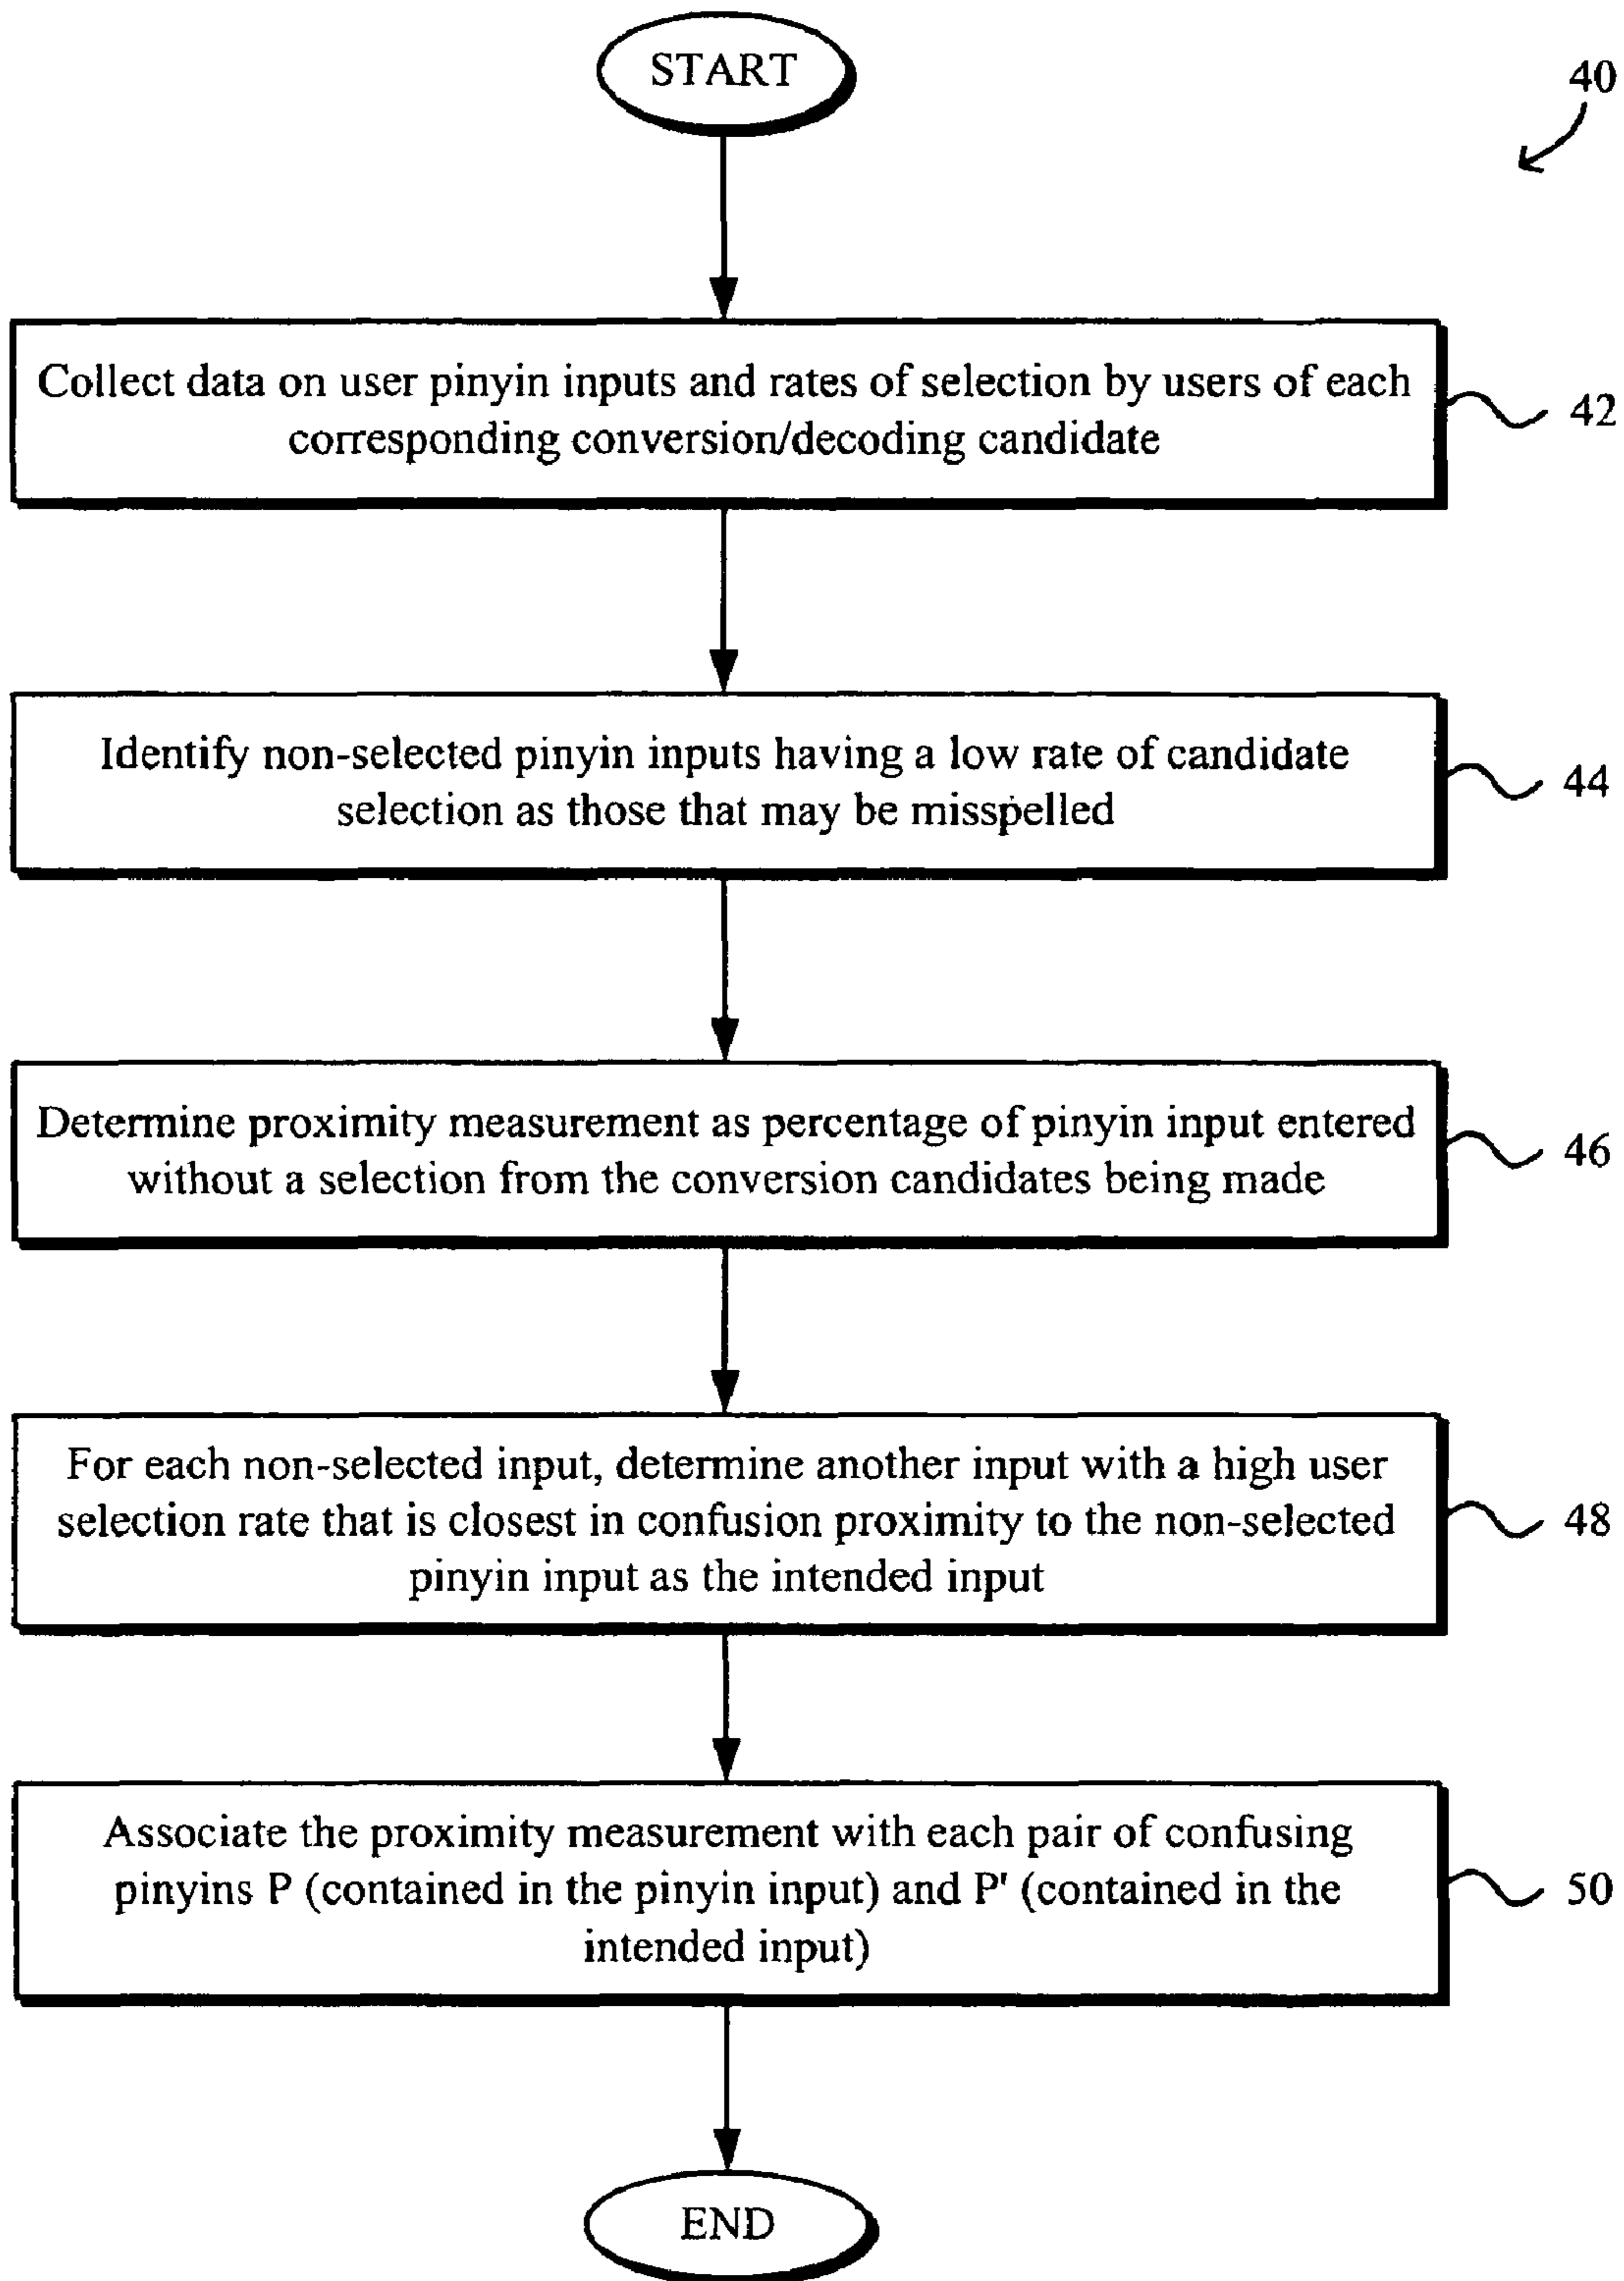 START
40
Collect data on user pinyin inputs and rates of selection by users of each
corresponding conversion/decoding candidate
42
Identify non-selected pinyin inputs having a low rate of candidate
selection as those that may be misspelled
44
Determine proximity measurement as percentage of pinyin input entered
without a selection from the conversion candidates being made
46
For each non-selected input, determine another input with a high user
selection rate that is closest in confusion proximity to the non-selected
pinyin input as the intended input
48
Associate the proximity measurement with each pair of confusing
pinyins P (contained in the pinyin input) and P' (contained in the
intended input)
50
END